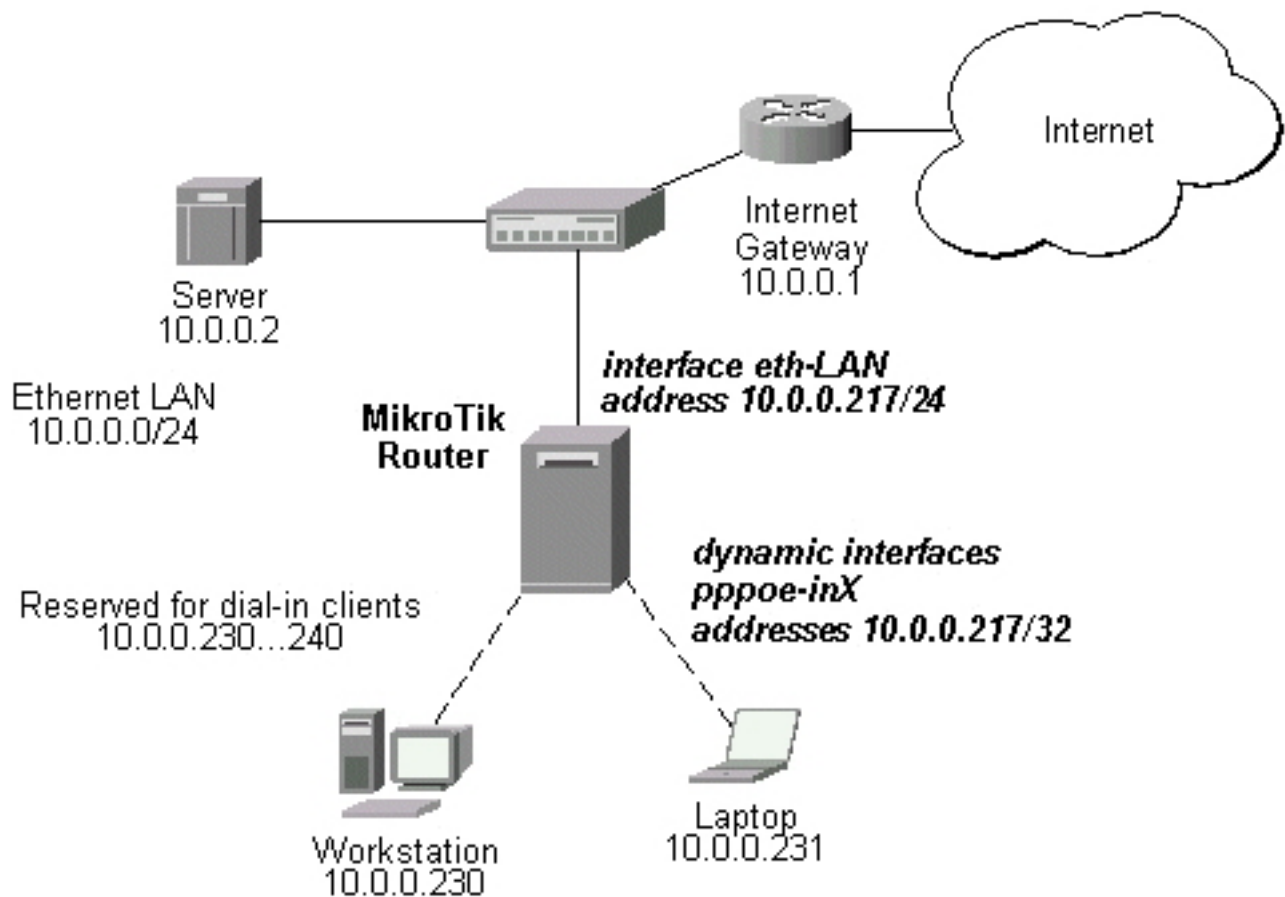 Internet
Internet
Gateway
10.0.0.1
Server
10.0.0.2
interface eth-LAN
address 10.0.0.217/24
Ethernet LAN
10.0.0.0/24
MikroTik
Router
dynamic interfaces
pppoe-inX
addresses 10.0.0.217/32
Reserved for dial-in clients
10.0.0.230...240
Workstation
10.0.0.230
Laptop
10.0.0.231